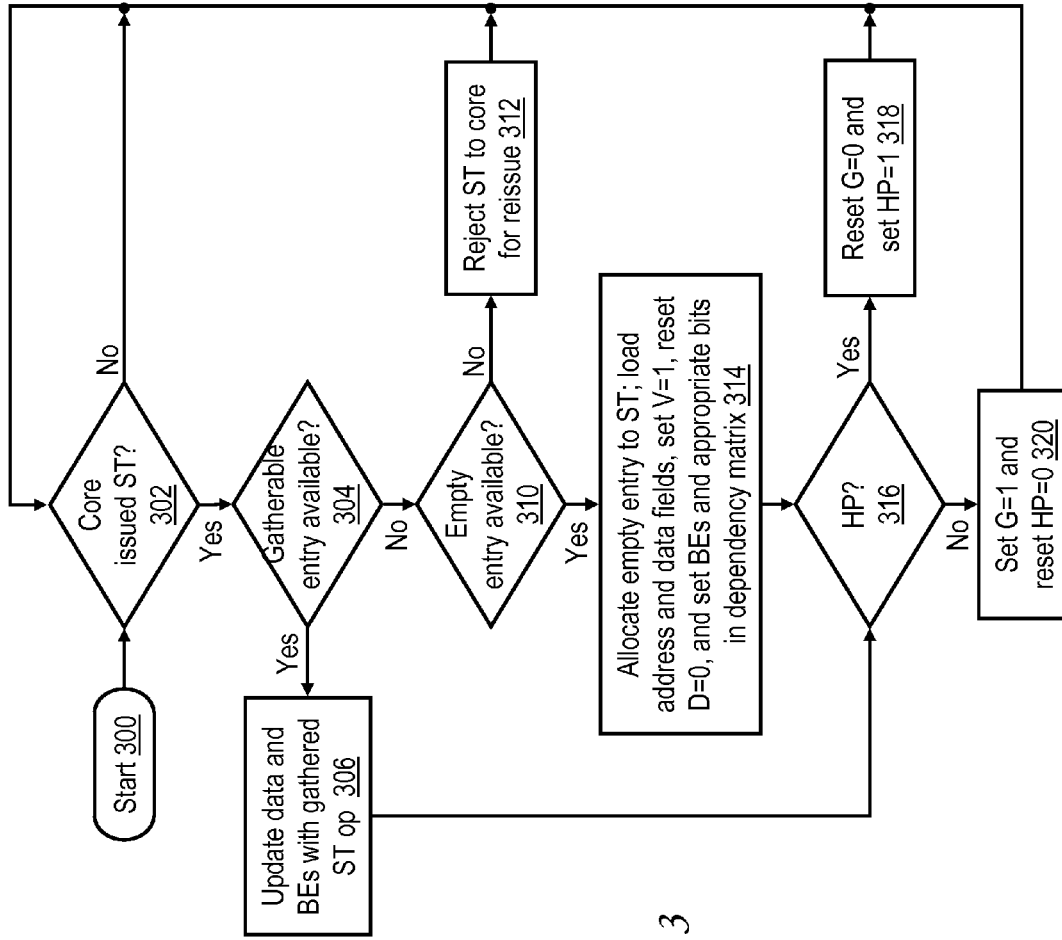 Start 300
Core
issued ST?
302
No
Yes
Gatherable
entry available?
304
Yes
No
Update data and
BEs with gathered
ST op 306
Empty
entry available?
310
No
Yes
Reject ST to core
for reissue 312
Allocate empty entry to ST; load
address and data fields, set V=1, reset
D=0, and set BEs and appropriate bits
in dependency matrix 314
HP?
316
Yes
No
Reset G=0 and
set HP=1 318
Set G=1 and
reset HP=0 320
3